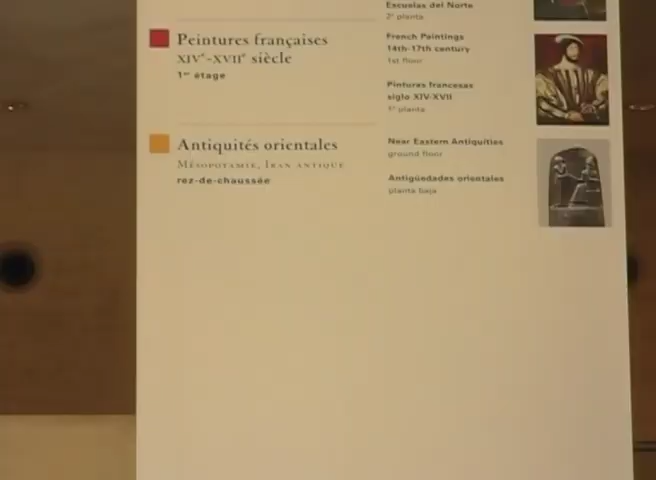 Escuelas del Norte
2ª planta
Peintures françaises
XIVᵉ-XVIIᵉ siècle
1ᵉʳ étage
French Paintings
14th-17th century
1st floor
Pinturas francesas
siglo XIV-XVII
1ª planta
Antiquités orientales
Mésopotamie, Iran antique
rez-de-chaussée
Near Eastern Antiquities
ground floor
Antigüedades orientales
planta baja